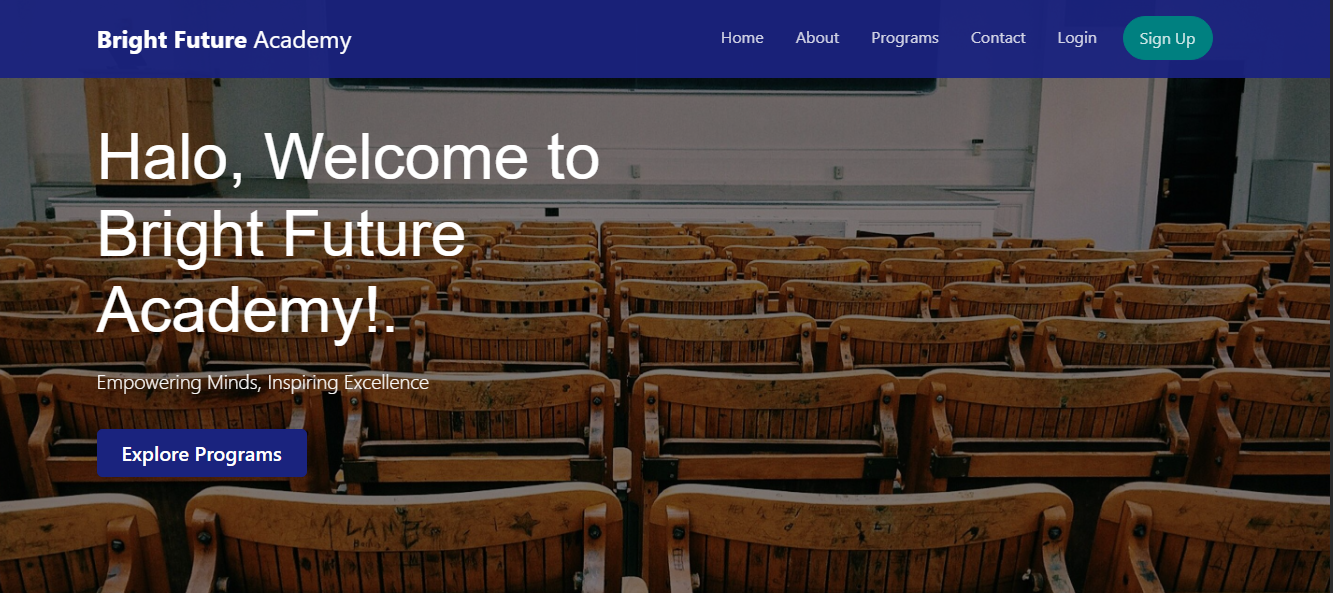 Bright Future Academy
Home
About
Programs
Contact
Login
Sign Up
Halo, Welcome to
Bright Future
Academy!.
Empowering Minds, Inspiring Excellence
Explore Programs